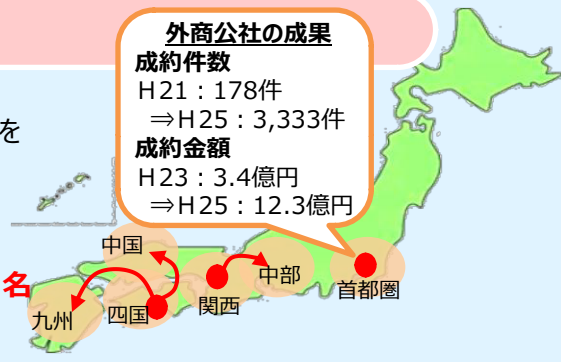 外商公社の成果
成約件数
Ｈ21：178件
⇒Ｈ25：3,333件
成約金額
Ｈ23：3.4億円
⇒Ｈ25：12.3億円
を
中国
名
九州
四国
関西
中部
首都圏